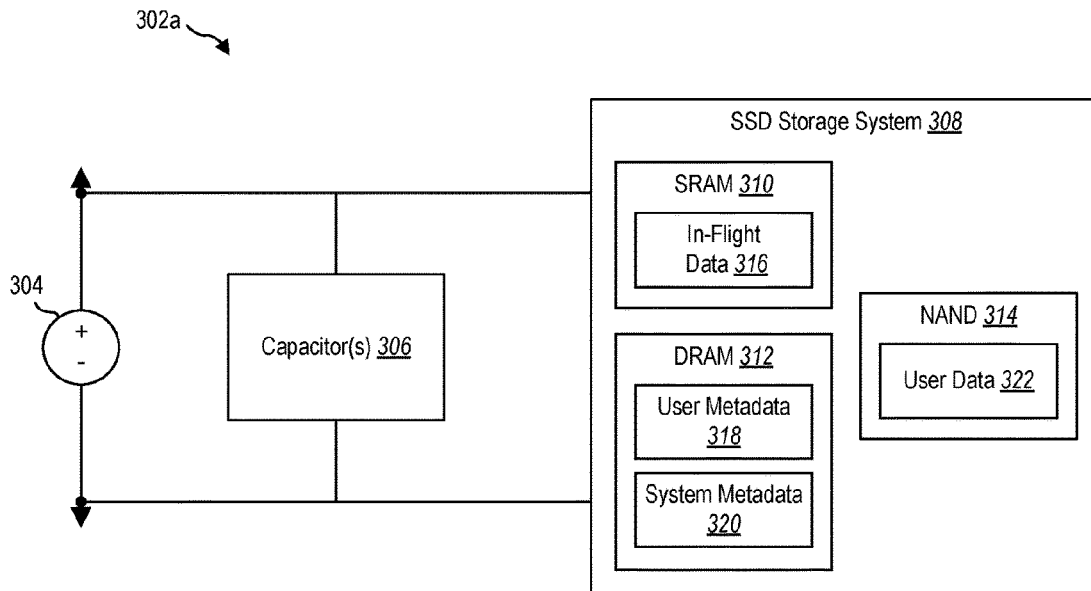 302a
SSD Storage System 308
SRAM 310
In-Flight
Data 316
304
+
-
Capacitor(s) 306
NAND 314
User Data 322
DRAM 312
User Metadata
318
System Metadata
320